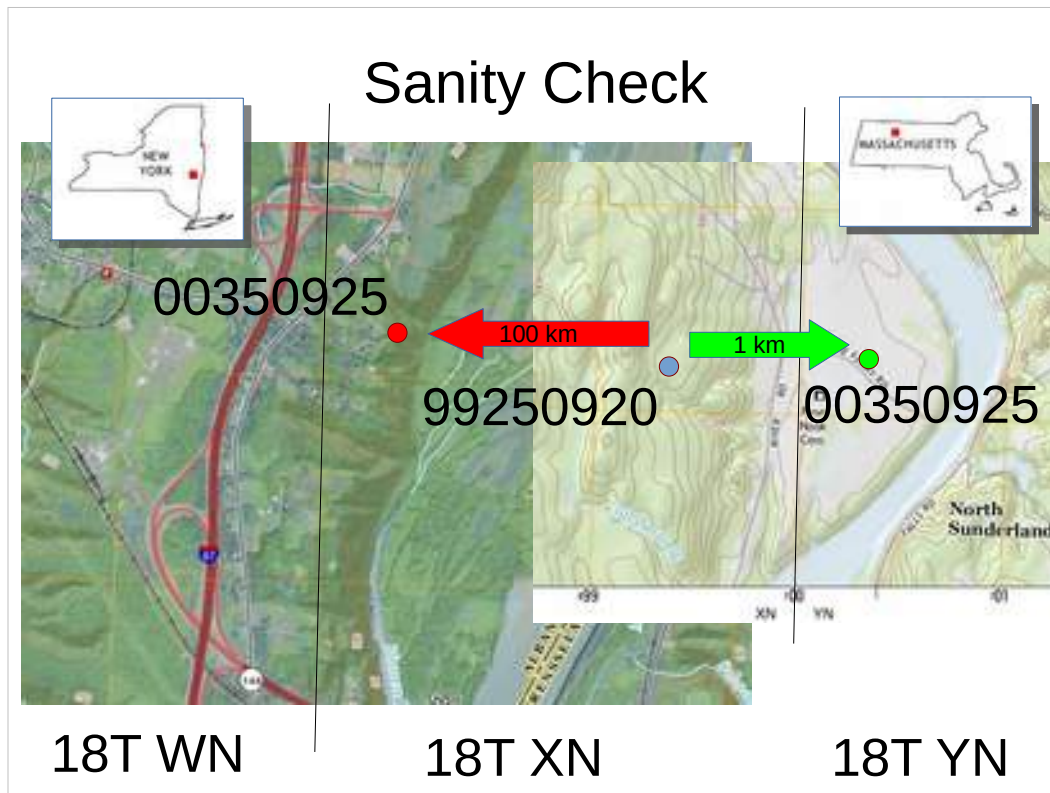 Sanity Check
NEW
YORK
MASSACHUSETTS
00350925
100 km
1 km
99250920
00350925
North
Sunderland
87
99
00
01
XN
YN
18T WN
18T XN
18T YN